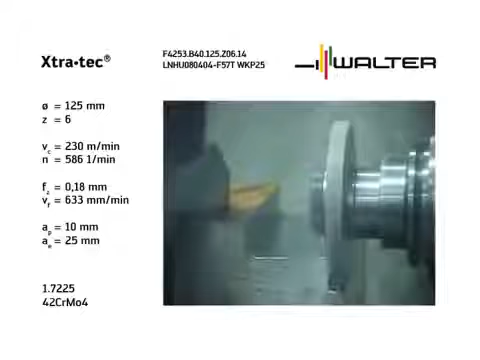 Xtra•tec®
F4253.B40.125.Z06.14
LNHU080404-F57T WKP25
WALTER
ø = 125 mm
z = 6
vc = 230 m/min
n = 586 1/min
fz = 0,18 mm
vf = 633 mm/min
ap = 10 mm
ae = 25 mm
1.7225
42CrMo4